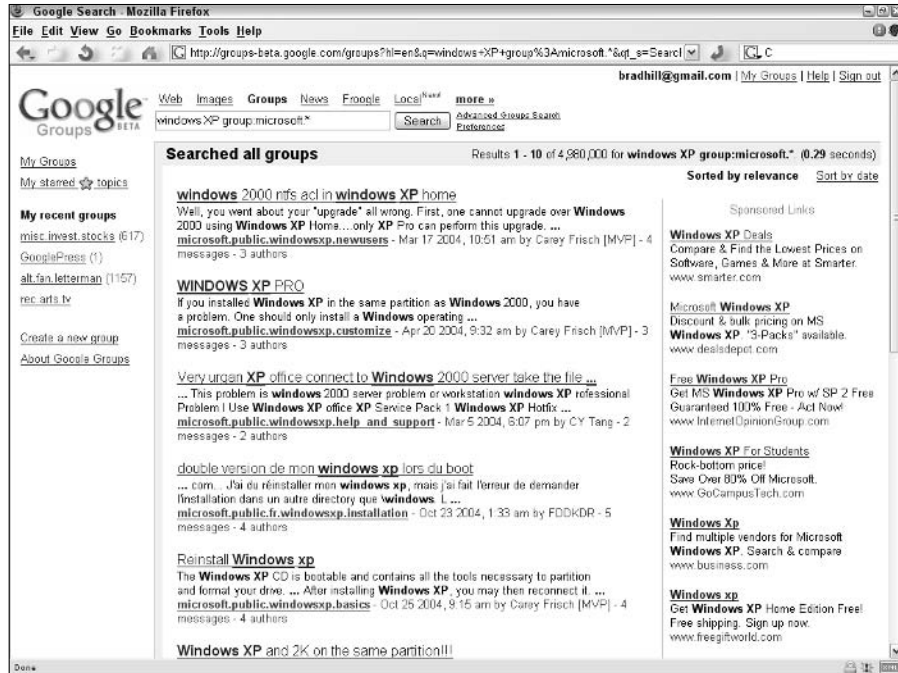 Google Search - Mozilla Firefox
File Edit View Go Bookmarks Tools Help
http://groups-beta.google.com/groups?hl=en&q=windows+XP+group%3Amicrosoft.*&qt_s=Searcl
C
bradhill@gmail.com | My Groups | Help | Sign out
Google
Groups BETA
Web Images Groups News Froogle Local New! more »
windows XP group:microsoft.*
Search
Advanced Groups Search
Preferences
Searched all groups
Results 1 - 10 of 4,980,000 for windows XP group:microsoft.*. (0.29 seconds)
Sorted by relevance Sort by date
My Groups
My starred topics
My recent groups
misc.invest.stocks (617)
GooglePress (1)
alt.fan.letterman (1157)
rec.arts.tv
Create a new group
About Google Groups
windows 2000 ntfs acl in windows XP home
Well, you went about your "upgrade" all wrong. First, one cannot upgrade over Windows
2000 using Windows XP Home....only XP Pro can perform this upgrade. ...
microsoft.public.windowsxp.newusers - Mar 17 2004, 10:51 am by Carey Frisch [MVP] - 4
messages - 3 authors
WINDOWS XP PRO
If you installed Windows XP in the same partition as Windows 2000, you have
a problem. One should only install a Windows operating ...
microsoft.public.windowsxp.customize - Apr 20 2004, 9:32 am by Carey Frisch [MVP] - 3
messages - 3 authors
Very urgan XP office connect to Windows 2000 server take the file ...
... This problem is windows 2000 server problem or workstation windows XP rofessional
Problem I Use Windows XP office XP Service Pack 1 Windows XP Hotfix ...
microsoft.public.windowsxp.help_and_support - Mar 5 2004, 6:07 pm by CY Tang - 2
messages - 2 authors
double version de mon windows xp lors du boot
... com... J'ai du réinstaller mon windows xp, mais j'ai fait l'erreur de demander
l'installation dans un autre directory que \windows. L ...
microsoft.public.fr.windowsxp.installation - Oct 23 2004, 1:33 am by FDDKDR - 5
messages - 4 authors
Reinstall Windows xp
The Windows XP CD is bootable and contains all the tools necessary to partition
and format your drive. ... After installing Windows XP, you may then reconnect it. ...
microsoft.public.windowsxp.basics - Oct 25 2004, 9:15 am by Carey Frisch [MVP] - 4
messages - 4 authors
Windows XP and 2K on the same partition!!!
Sponsored Links
Windows XP Deals
Compare & Find the Lowest Prices on
Software, Games & More at Smarter.
www.smarter.com
Microsoft Windows XP
Discount & bulk pricing on MS
Windows XP. "3-Packs" available.
www.dealsdepot.com
Free Windows XP Pro
Get MS Windows XP Pro w/ SP 2 Free
Guaranteed 100% Free - Act Now!
www.InternetOpinionGroup.com
Windows XP For Students
Rock-bottom price!
Save Over 80% Off Microsoft.
www.GoCampusTech.com
Windows Xp
Find multiple vendors for Microsoft
Windows XP. Search & compare
www.business.com
Windows xp
Get Windows XP Home Edition Free!
Free shipping. Sign up now.
www.freegiftworld.com
Done